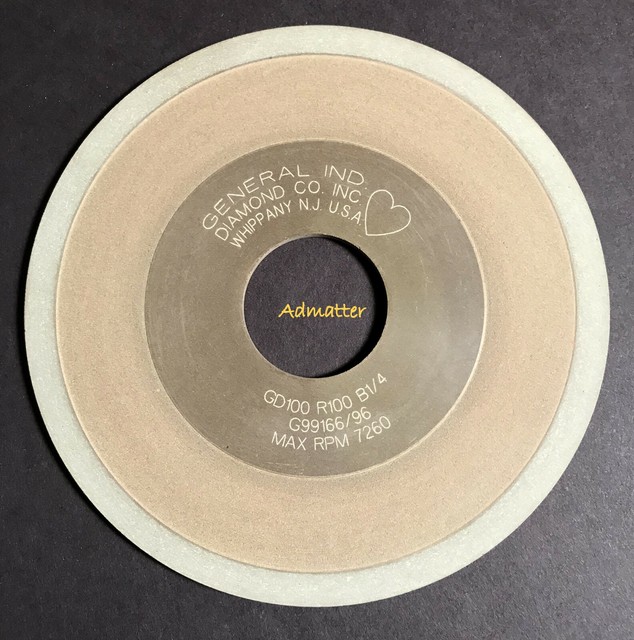 GENERAL IND.
DIAMOND CO. INC.
WHIPPANY N.J. U.S.A.
Admatter
GD100 R100 B1/4
G99166/96
MAX RPM 7260